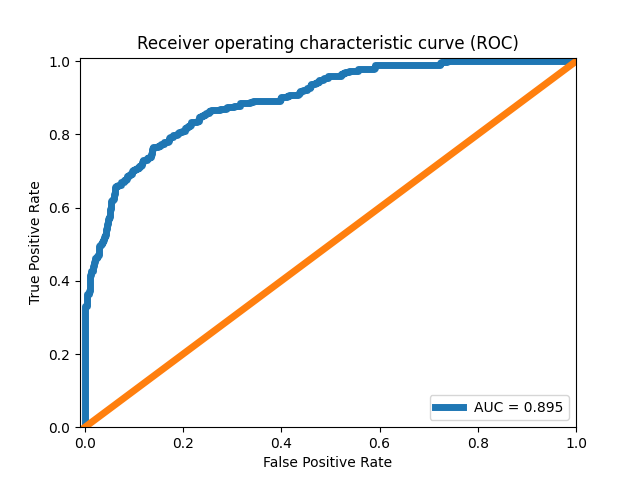 Receiver operating characteristic curve (ROC)
1.0
0.8
0.6
0.4
0.2
0.0
True Positive Rate
AUC = 0.895
0.0 0.2 0.4 0.6 0.8 1.0
False Positive Rate